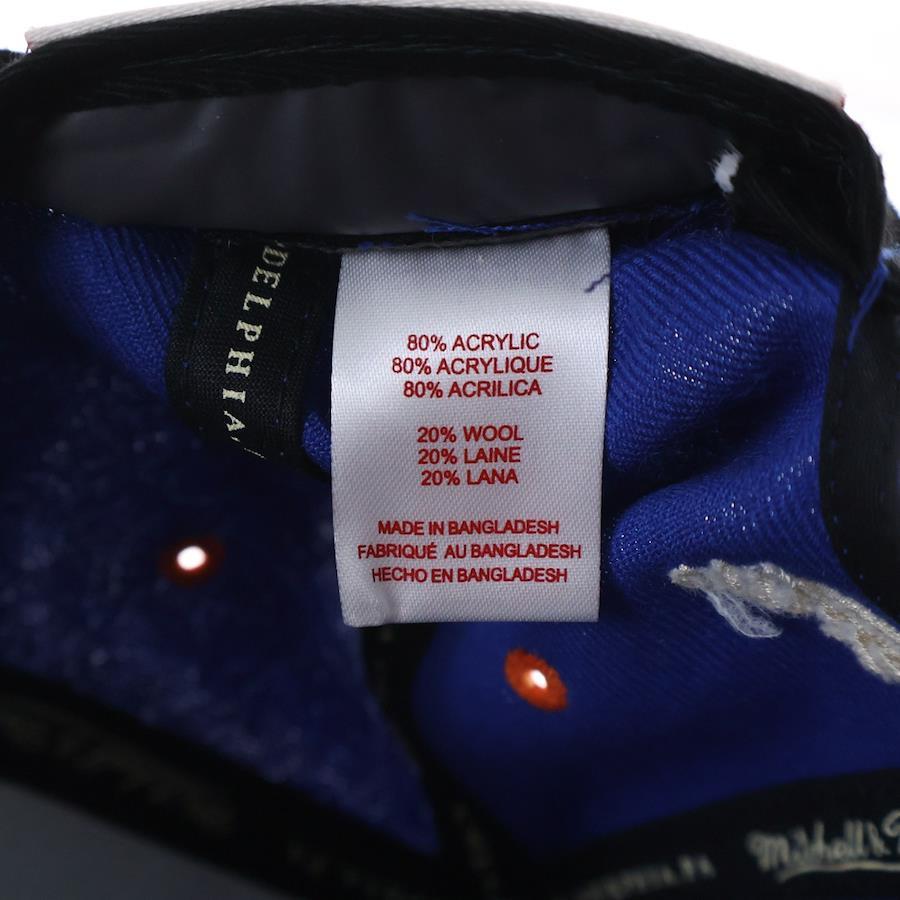 DELPHIA
80% ACRYLIC
80% ACRYLIQUE
80% ACRILICA
20% WOOL
20% LAINE
20% LANA
MADE IN BANGLADESH
FABRIQUÉ AU BANGLADESH
HECHO EN BANGLADESH
Mitchell &